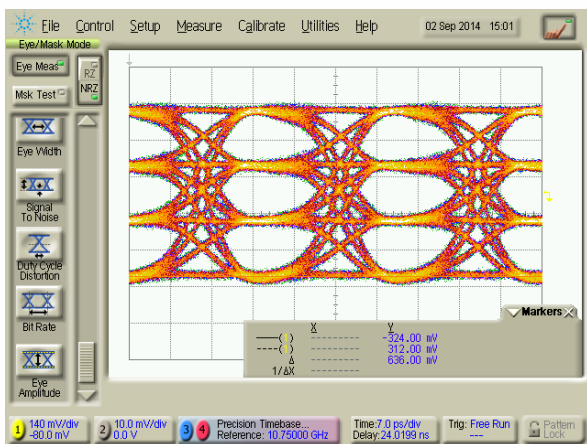 File Control Setup Measure Calibrate Utilities Help 02 Sep 2014 15:01
Eye/Mask Mode
Eye Meas
RZ
Msk Test
NRZ
Eye Width
Signal
To Noise
Duty Cycle
Distortion
Bit Rate
Eye
Amplitude
Markers
X Y
----( ) -------- -324.00 mV
----( ) -------- 312.00 mV
Δ -------- 636.00 mV
1/ΔX --------
1 140 mV/div
-80.0 mV
2 10.0 mV/div
0.0 V
3 4 Precision Timebase...
Reference: 10.75000 GHz
Time:7.0 ps/div
Delay:24.0199 ns
Trig: Free Run
---
Pattern
Lock